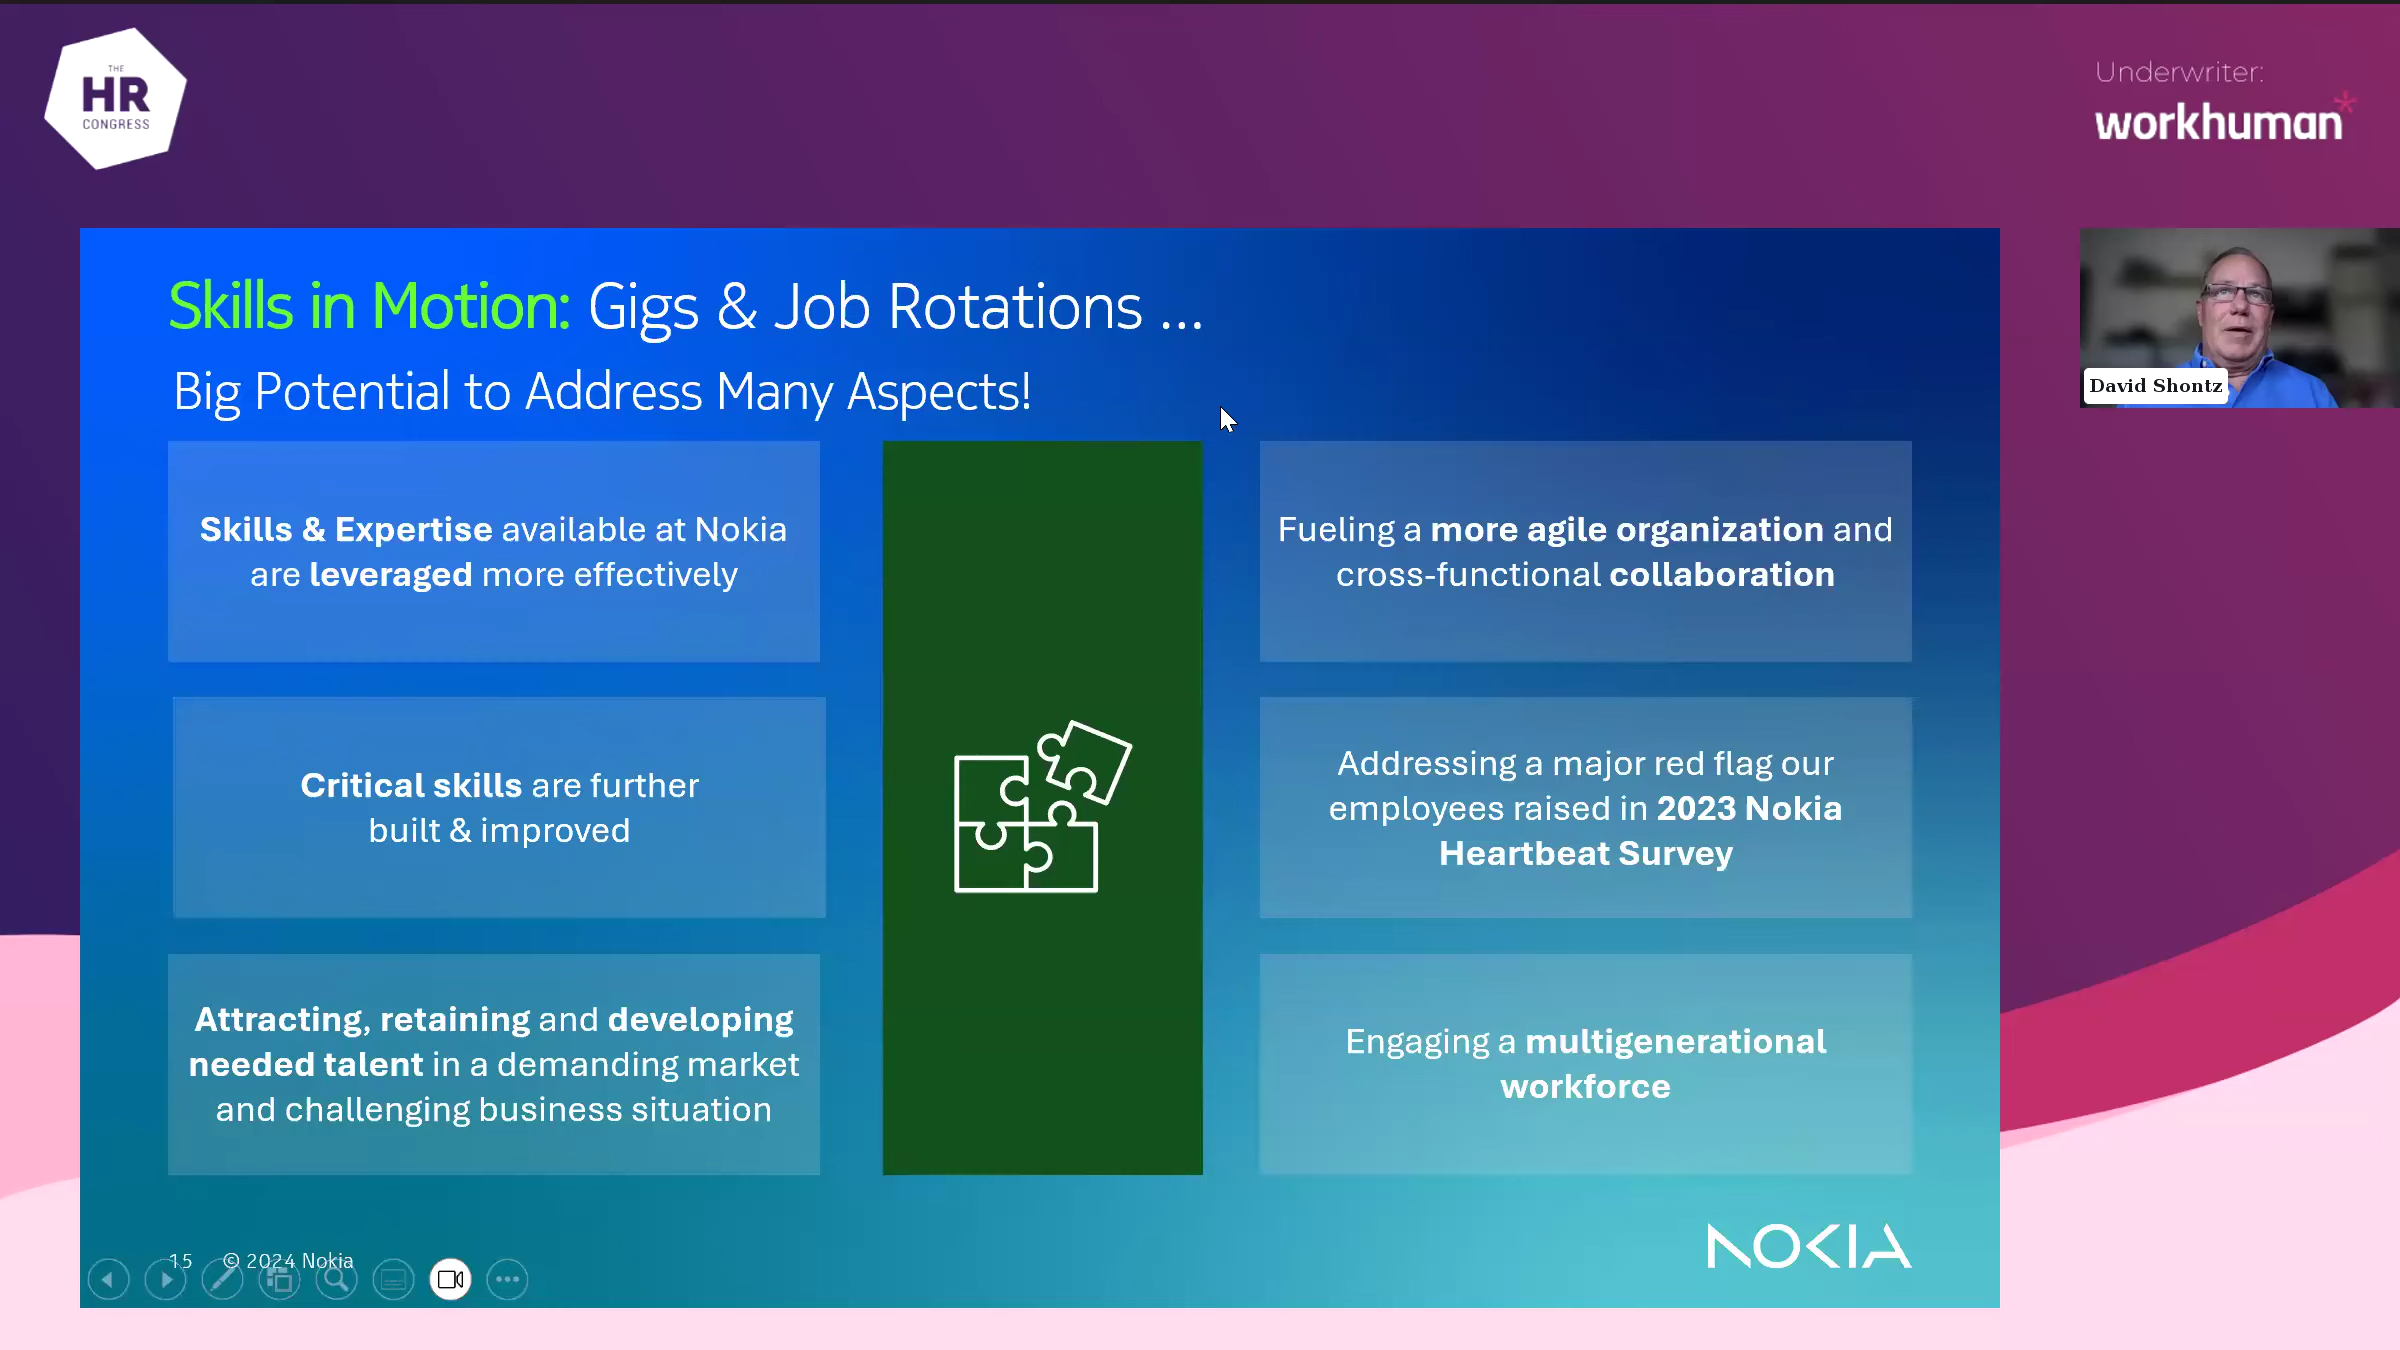 THE
HR
CONGRESS
Underwriter:
workhuman*
Skills in Motion: Gigs & Job Rotations ...
Big Potential to Address Many Aspects!
Skills & Expertise available at Nokia
are leveraged more effectively
Critical skills are further
built & improved
Attracting, retaining and developing
needed talent in a demanding market
and challenging business situation
Fueling a more agile organization and
cross-functional collaboration
Addressing a major red flag our
employees raised in 2023 Nokia
Heartbeat Survey
Engaging a multigenerational
workforce
David Shontz
15 © 2024 Nokia
NOKIA